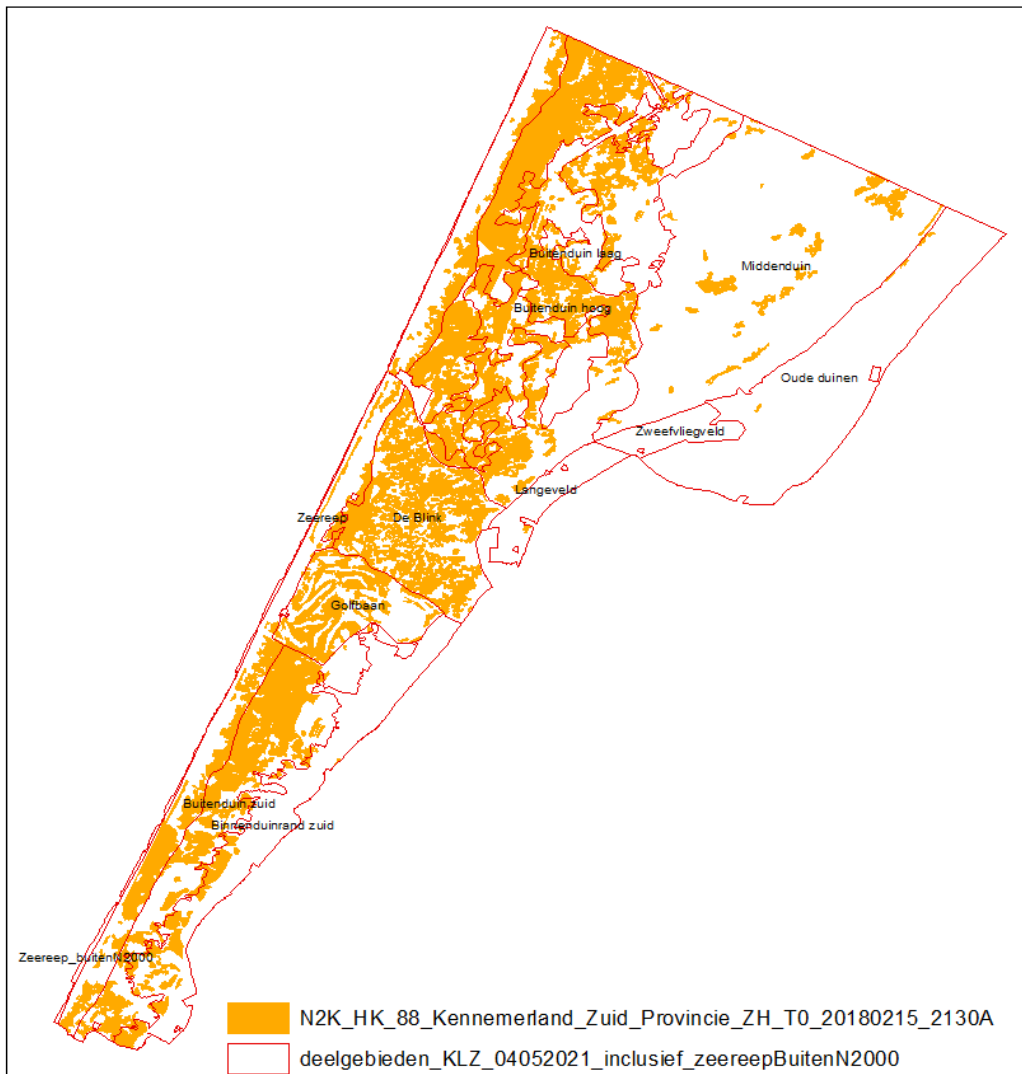 Buitenduin laag
Middenduin
Buitenduin hoog
Oude duinen
Zweefvliegveld
Langeveld
Zeereep
De Blink
Golfbaan
Buitenduin zuid
Binnenduinrand zuid
Zeereep_buitenN2000
N2K_HK_88_Kennemerland_Zuid_Provincie_ZH_T0_20180215_2130A
deelgebieden_KLZ_04052021_inclusief_zeereepBuitenN2000